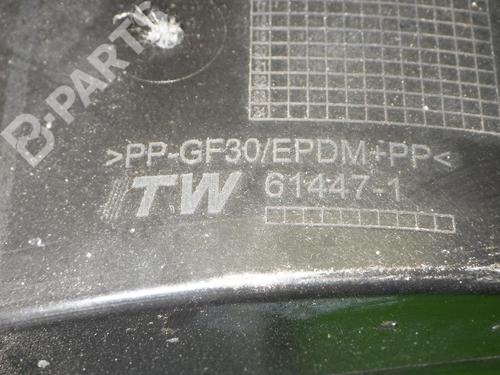 B-PARTS
>PP-GF30/EPDM+PP<
TW 61447-1